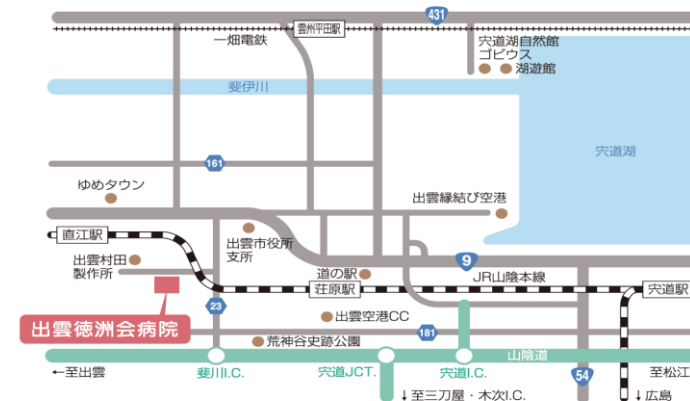 431
雲州平田駅
一畑電鉄
宍道湖自然館
ゴビウス
湖遊館
斐伊川
宍道湖
161
ゆめタウン
出雲縁結び空港
直江駅
出雲市役所
支所
9
出雲村田
製作所
道の駅
JR山陰本線
荘原駅
宍道駅
23
出雲空港CC
出雲徳洲会病院
181
荒神谷史跡公園
山陰道
←至出雲
斐川I.C.
宍道JCT.
宍道I.C.
54
至松江
↓至三刀屋・木次I.C.
↓広島